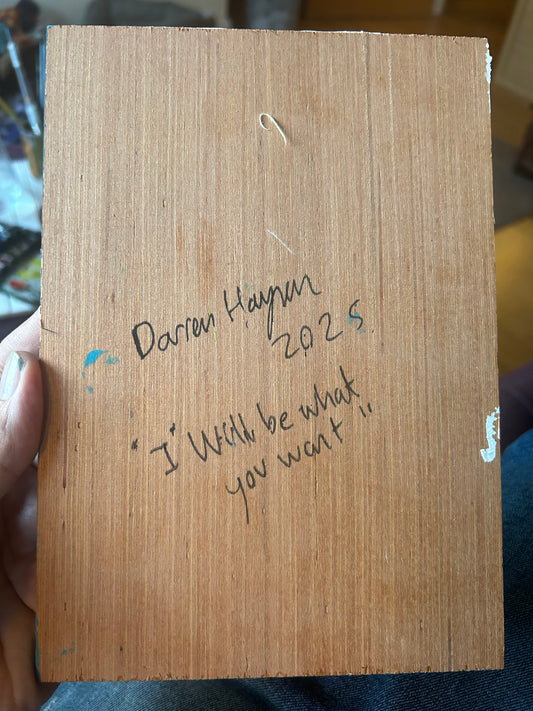 Darren Hayman
2025
'I' Will be what
you want"